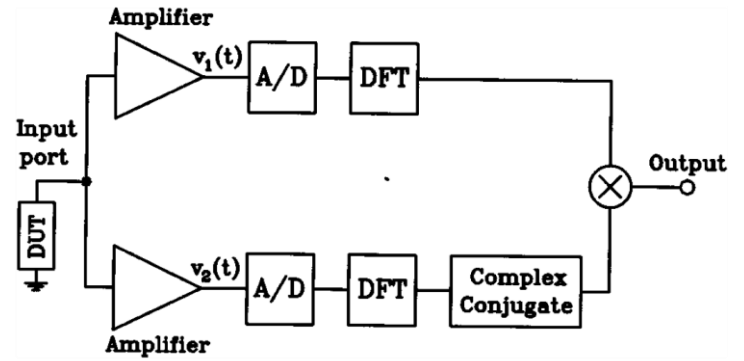 Amplifier
v₁(t)
A/D
DFT
Input
port
Output
DUT
v₂(t)
A/D
DFT
Complex
Conjugate
Amplifier